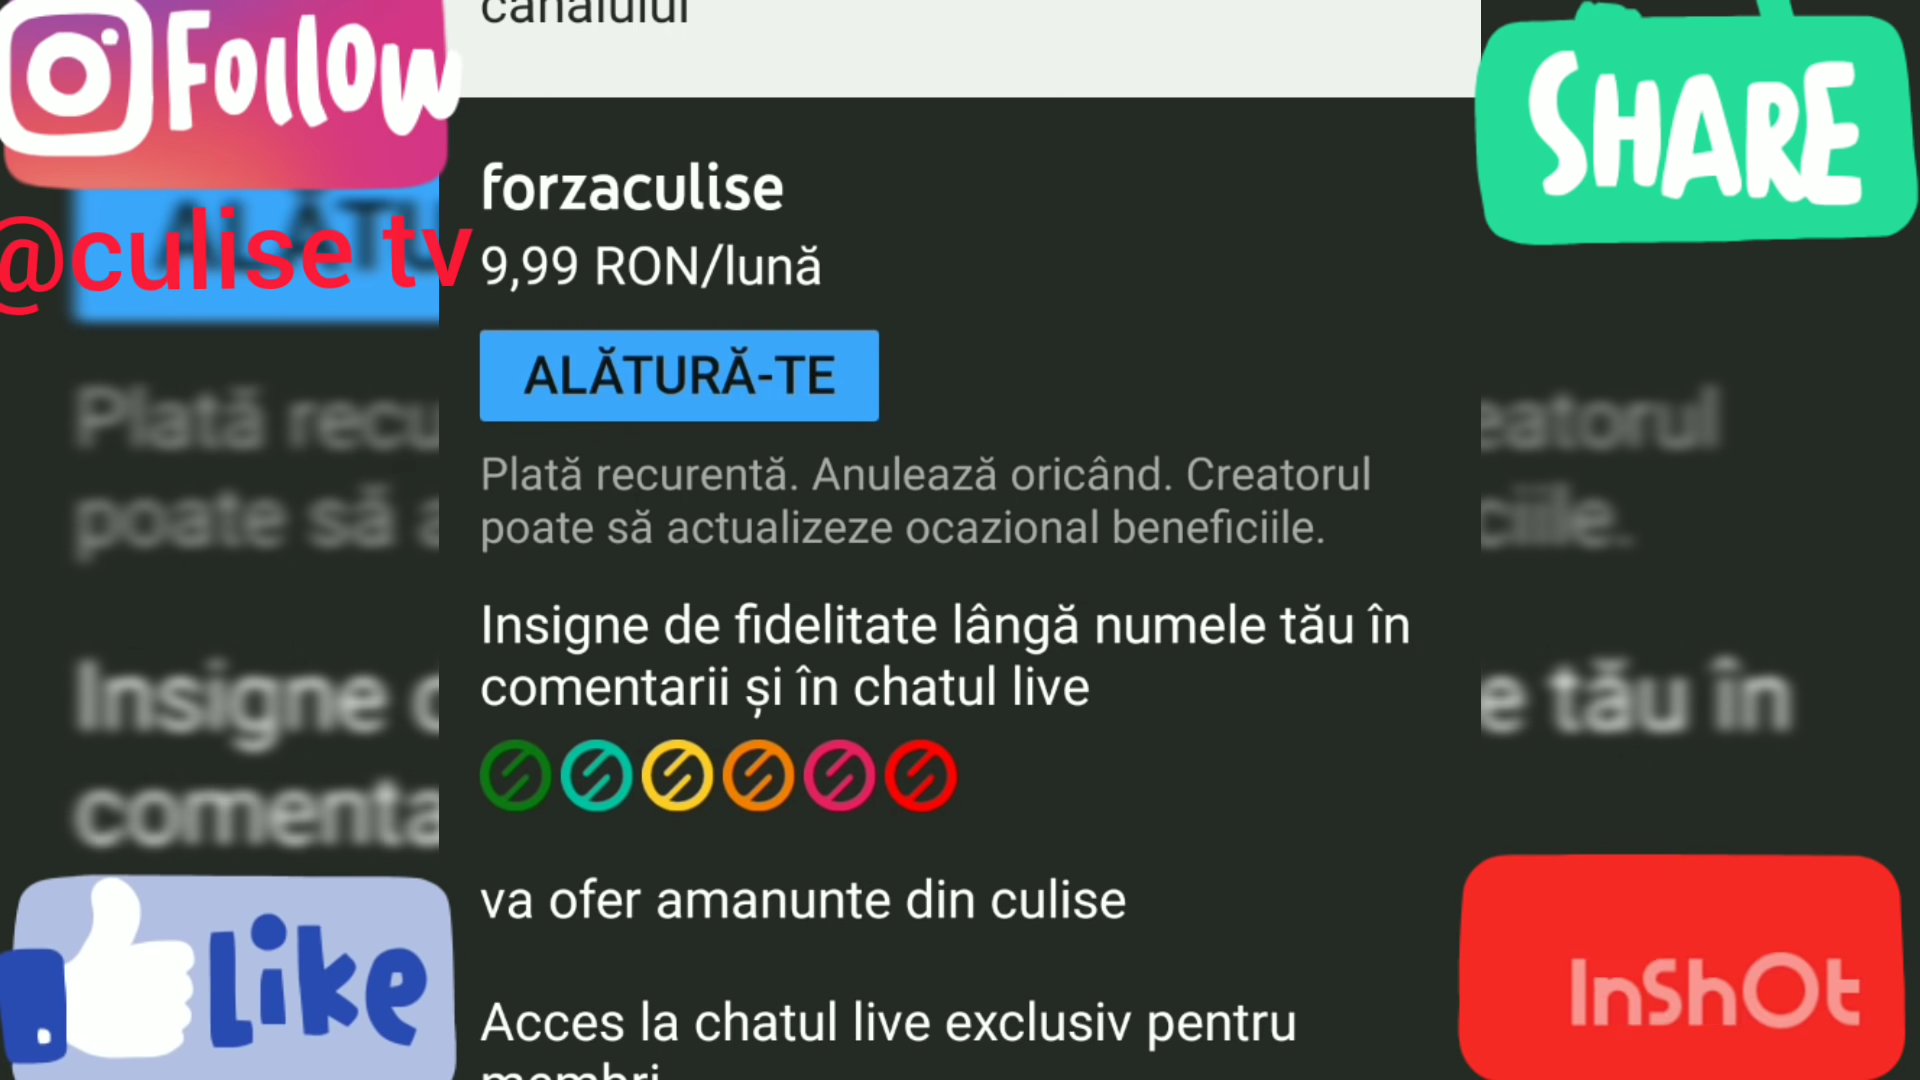 canalului
Follow
SHARE
@culise tv
forzaculise
9,99 RON/lună
ALĂTURĂ-TE
Plată recurentă. Anulează oricând. Creatorul
poate să actualizeze ocazional beneficiile.
Insigne de fidelitate lângă numele tău în
comentarii și în chatul live
va ofer amanunte din culise
Acces la chatul live exclusiv pentru
membri
Like
InShOt